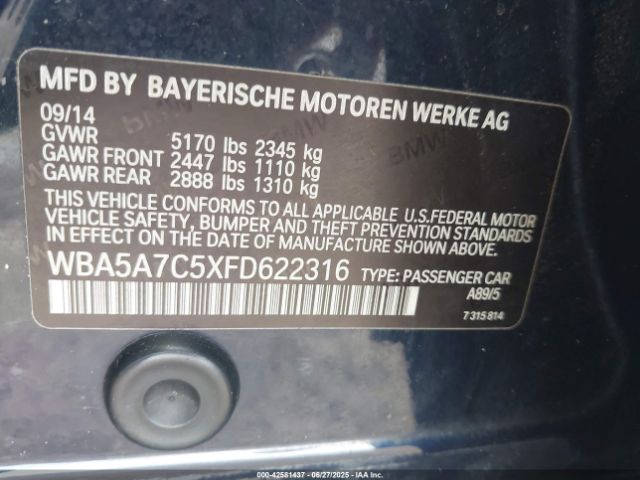 MFD BY BAYERISCHE MOTOREN WERKE AG
09/14
GVWR 5170 lbs 2345 kg
GAWR FRONT 2447 lbs 1110 kg
GAWR REAR 2888 lbs 1310 kg
THIS VEHICLE CONFORMS TO ALL APPLICABLE U.S.FEDERAL MOTOR
VEHICLE SAFETY, BUMPER AND THEFT PREVENTION STANDARDS
IN EFFECT ON THE DATE OF MANUFACTURE SHOWN ABOVE.
WBA5A7C5XFD622316 TYPE: PASSENGER CAR
A89/5
7 315 814
000-42581437 - 06/27/2025 - IAAI.COM